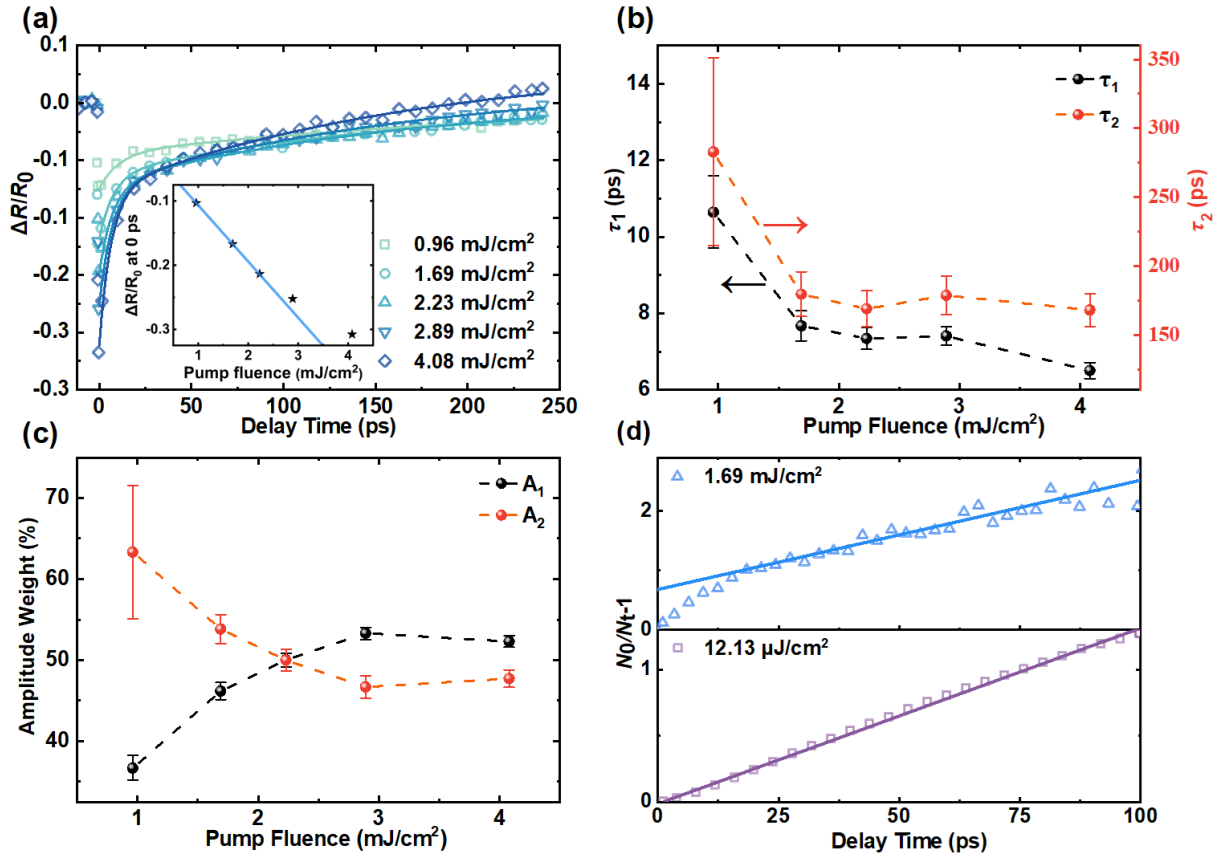 (a)
0.1
0.0
-0.1
-0.1
-0.2
-0.3
-0.3
ΔR/R0
0
50
100
150
200
250
Delay Time (ps)
-0.1
-0.2
-0.3
ΔR/R0 at 0 ps
1
2
3
4
Pump fluence (mJ/cm²)
0.96 mJ/cm²
1.69 mJ/cm²
2.23 mJ/cm²
2.89 mJ/cm²
4.08 mJ/cm²
(b)
16
14
12
10
8
6
τ1 (ps)
τ1
τ2
350
300
250
200
150
τ2 (ps)
1
2
3
4
Pump Fluence (mJ/cm²)
(c)
70
60
50
40
Amplitude Weight (%)
A1
A2
1
2
3
4
Pump Fluence (mJ/cm²)
(d)
1.69 mJ/cm²
2
0
N0/Nt-1
12.13 µJ/cm²
1
0
0
25
50
75
100
Delay Time (ps)